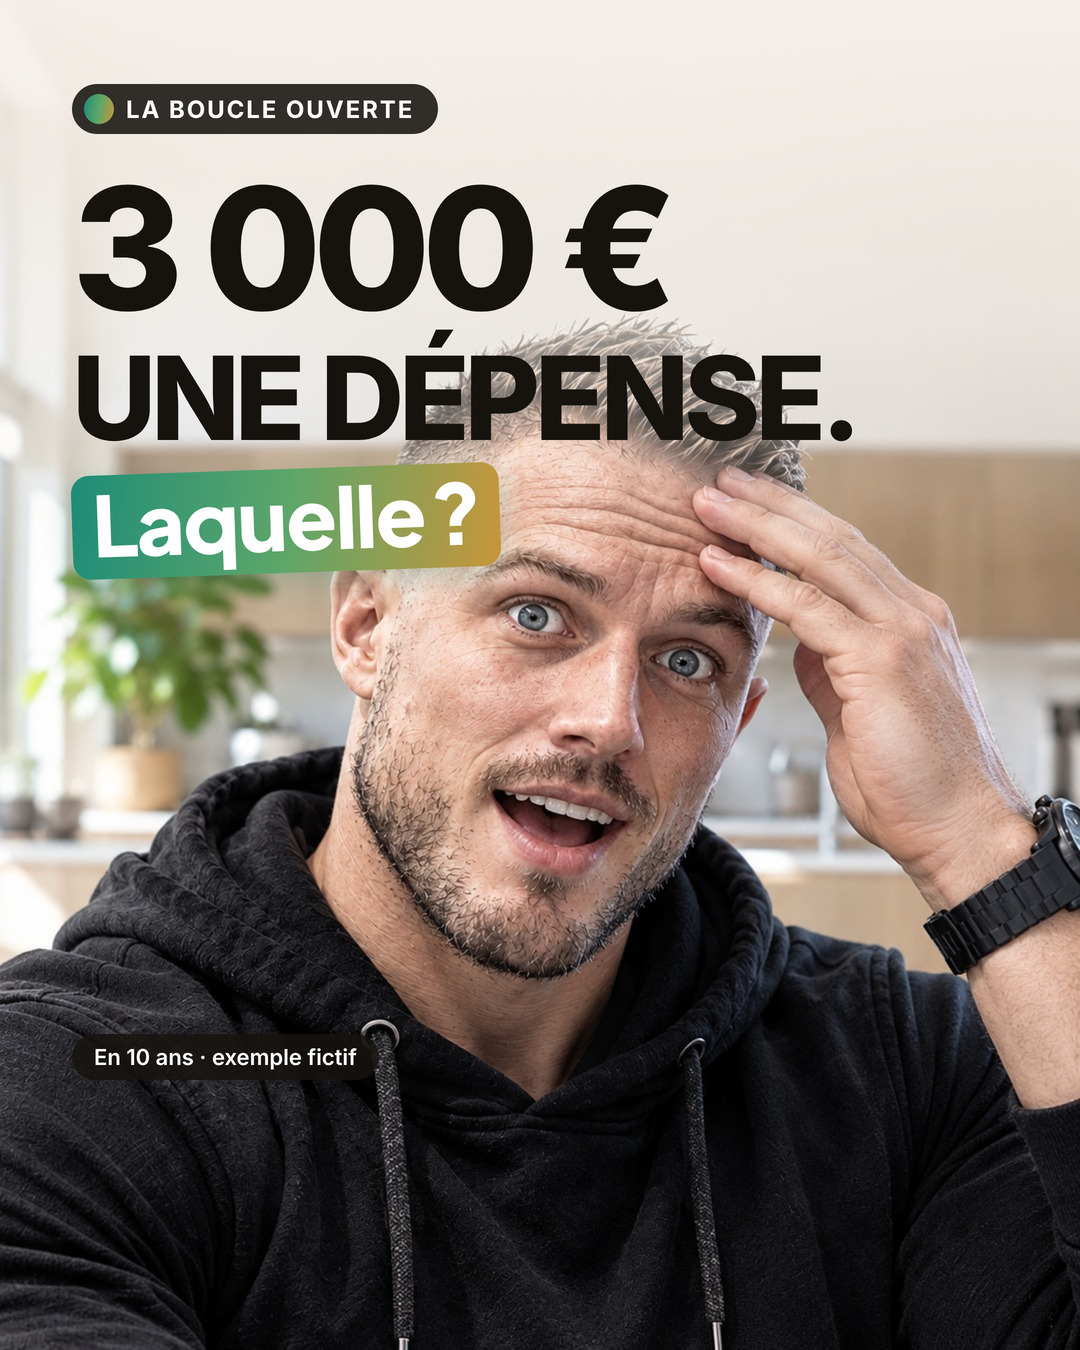 LA BOUCLE OUVERTE
3 000 €
UNE DÉPENSE.
Laquelle ?
En 10 ans · exemple fictif